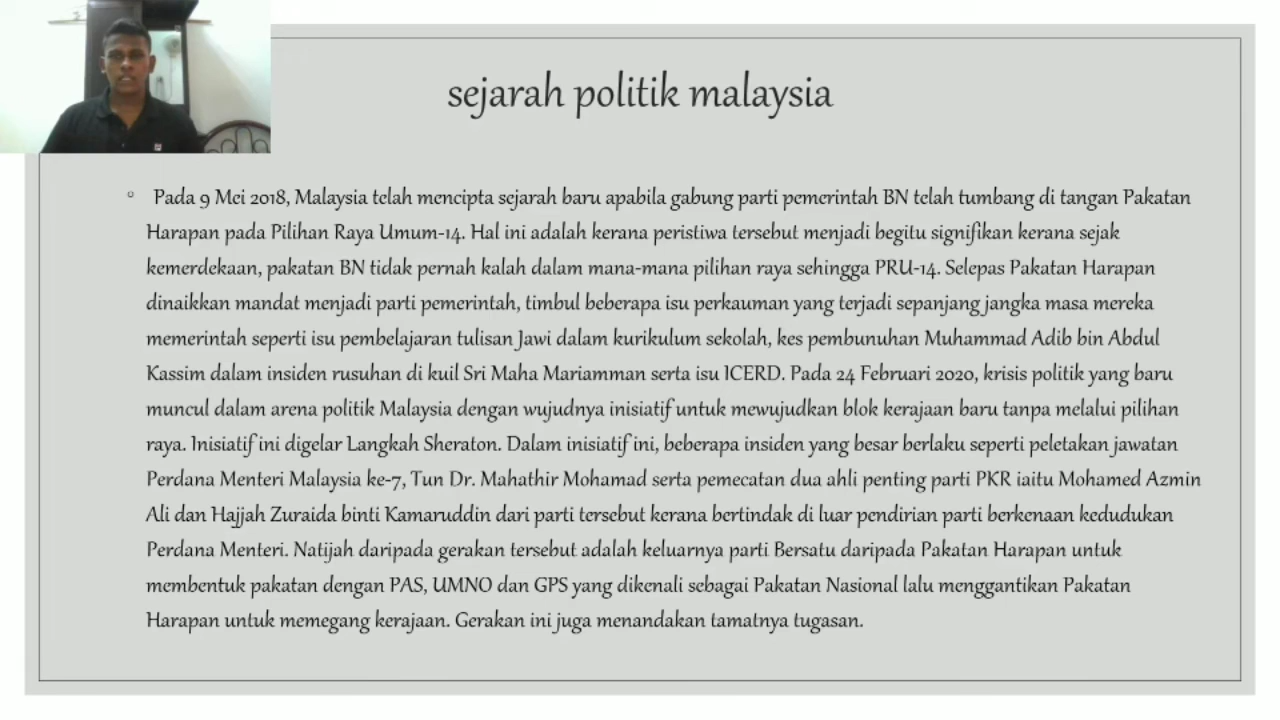 sejarah politik malaysia
Pada 9 Mei 2018, Malaysia telah mencipta sejarah baru apabila gabung parti pemerintah BN telah tumbang di tangan Pakatan
Harapan pada Pilihan Raya Umum-14. Hal ini adalah kerana peristiwa tersebut menjadi begitu signifikan kerana sejak
kemerdekaan, pakatan BN tidak pernah kalah dalam mana-mana pilihan raya sehingga PRU-14. Selepas Pakatan Harapan
dinaikkan mandat menjadi parti pemerintah, timbul beberapa isu perkauman yang terjadi sepanjang jangka masa mereka
memerintah seperti isu pembelajaran tulisan Jawi dalam kurikulum sekolah, kes pembunuhan Muhammad Adib bin Abdul
Kassim dalam insiden rusuhan di kuil Sri Maha Mariamman serta isu ICERD. Pada 24 Februari 2020, krisis politik yang baru
muncul dalam arena politik Malaysia dengan wujudnya inisiatif untuk mewujudkan blok kerajaan baru tanpa melalui pilihan
raya. Inisiatif ini digelar Langkah Sheraton. Dalam inisiatif ini, beberapa insiden yang besar berlaku seperti peletakan jawatan
Perdana Menteri Malaysia ke-7, Tun Dr. Mahathir Mohamad serta pemecatan dua ahli penting parti PKR iaitu Mohamed Azmin
Ali dan Hajjah Zuraida binti Kamaruddin dari parti tersebut kerana bertindak di luar pendirian parti berkenaan kedudukan
Perdana Menteri. Natijah daripada gerakan tersebut adalah keluarnya parti Bersatu daripada Pakatan Harapan untuk
membentuk pakatan dengan PAS, UMNO dan GPS yang dikenali sebagai Pakatan Nasional lalu menggantikan Pakatan
Harapan untuk memegang kerajaan. Gerakan ini juga menandakan tamatnya tugasan.